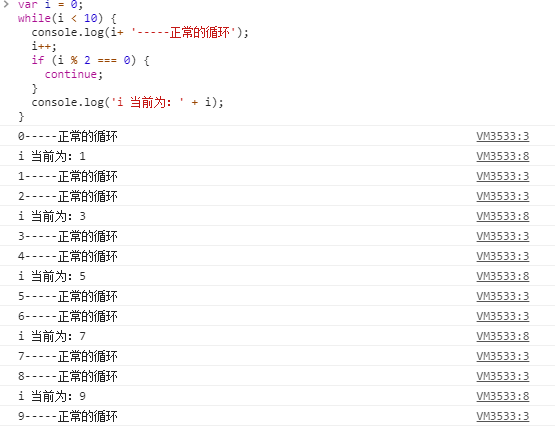 > var i = 0;
while(i < 10) {
console.log(i+ '-----正常的循环');
i++;
if (i % 2 === 0) {
continue;
}
console.log('i 当前为: ' + i);
}
0-----正常的循环 VM3533:3
i 当前为: 1 VM3533:8
1-----正常的循环 VM3533:3
2-----正常的循环 VM3533:3
i 当前为: 3 VM3533:8
3-----正常的循环 VM3533:3
4-----正常的循环 VM3533:3
i 当前为: 5 VM3533:8
5-----正常的循环 VM3533:3
6-----正常的循环 VM3533:3
i 当前为: 7 VM3533:8
7-----正常的循环 VM3533:3
8-----正常的循环 VM3533:3
i 当前为: 9 VM3533:8
9-----正常的循环 VM3533:3